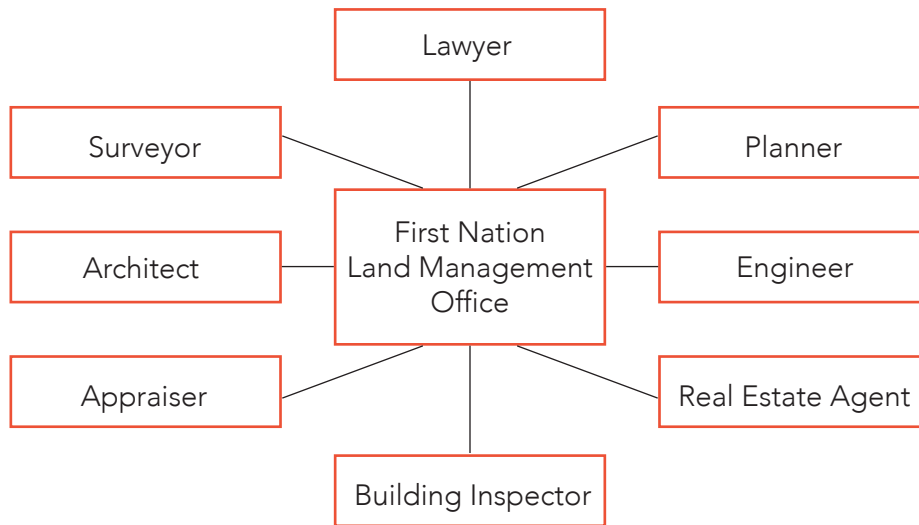 Lawyer
Surveyor
Planner
First Nation
Land Management
Office
Architect
Engineer
Appraiser
Real Estate Agent
Building Inspector